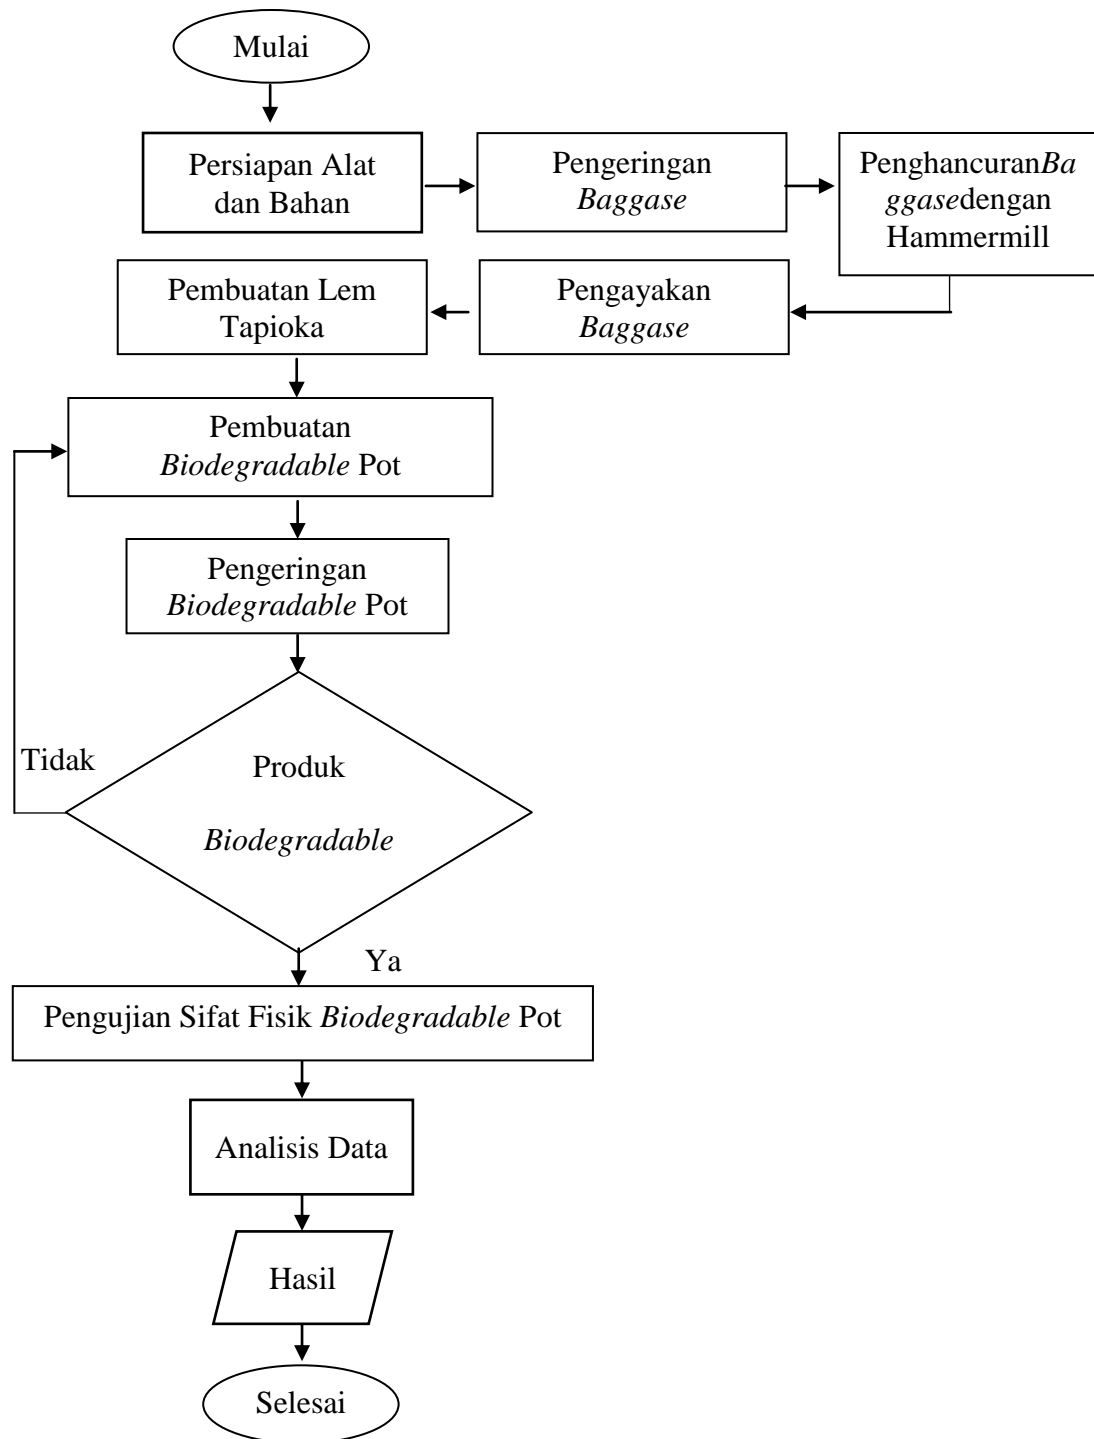 Mulai
Persiapan Alat
dan Bahan
Pengeringan
Baggase
PenghancuranBa
ggasedengan
Hammermill
Pembuatan Lem
Tapioka
Pengayakan
Baggase
Pembuatan
Biodegradable Pot
Pengeringan
Biodegradable Pot
Tidak
Produk
Biodegradable
Ya
Pengujian Sifat Fisik Biodegradable Pot
Analisis Data
Hasil
Selesai